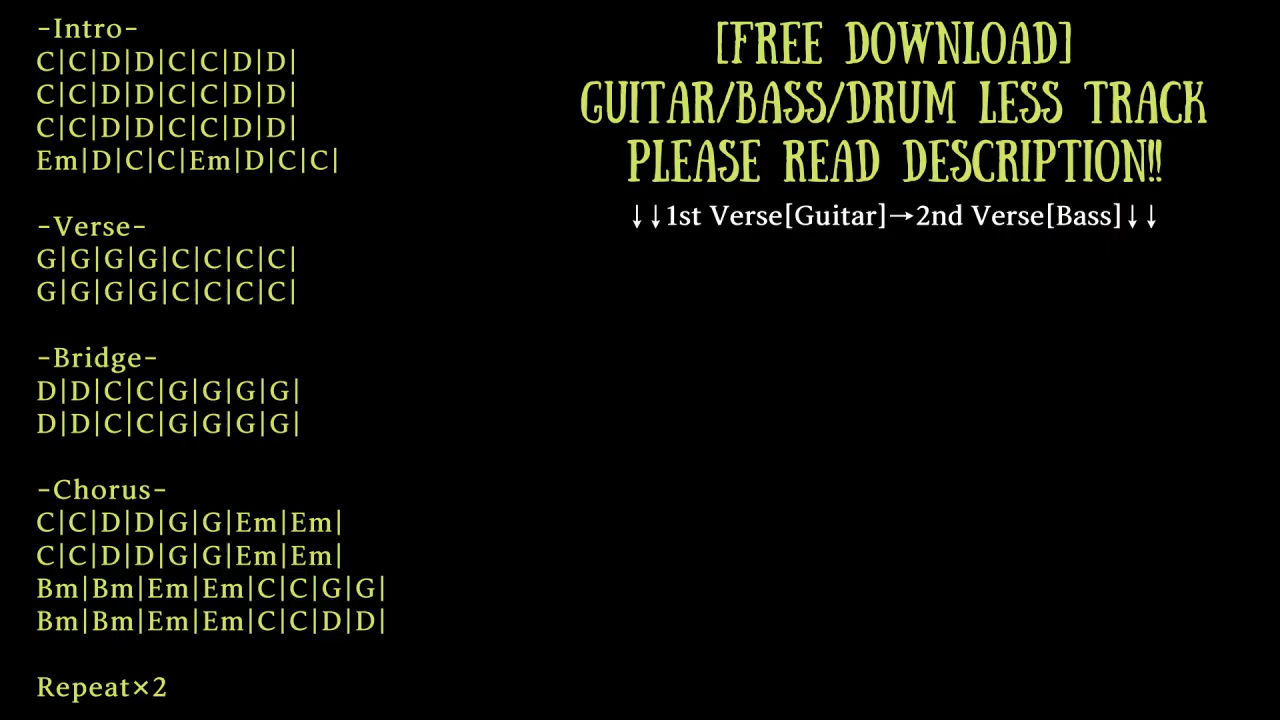 -Intro-
C|C|D|D|C|C|D|D|
C|C|D|D|C|C|D|D|
C|C|D|D|C|C|D|D|
Em|D|C|C|Em|D|C|C|
-Verse-
G|G|G|G|C|C|C|C|
G|G|G|G|C|C|C|C|
-Bridge-
D|D|C|C|G|G|G|G|
D|D|C|C|G|G|G|G|
-Chorus-
C|C|D|D|G|G|Em|Em|
C|C|D|D|G|G|Em|Em|
Bm|Bm|Em|Em|C|C|G|G|
Bm|Bm|Em|Em|C|C|D|D|
Repeat×2
[FREE DOWNLOAD]
GUITAR/BASS/DRUM LESS TRACK
PLEASE READ DESCRIPTION!!
↓↓1st Verse[Guitar]→2nd Verse[Bass]↓↓